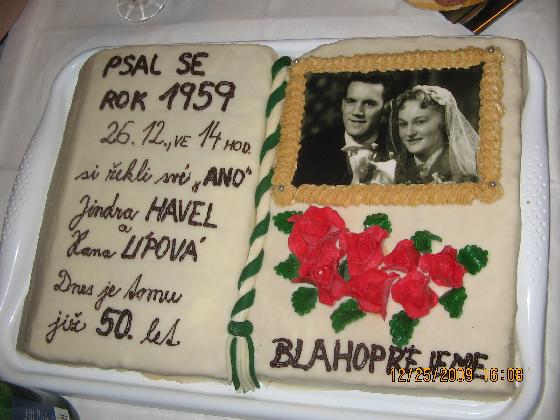 PSAL SE
ROK 1959
26. 12., VE 14 HOD.
si řekli své „ANO"
Jindra HAVEL
a
Hana LÍPOVÁ
Dnes je tomu
již 50. let
BLAHOPŘEJEME
12/25/2009 16:03